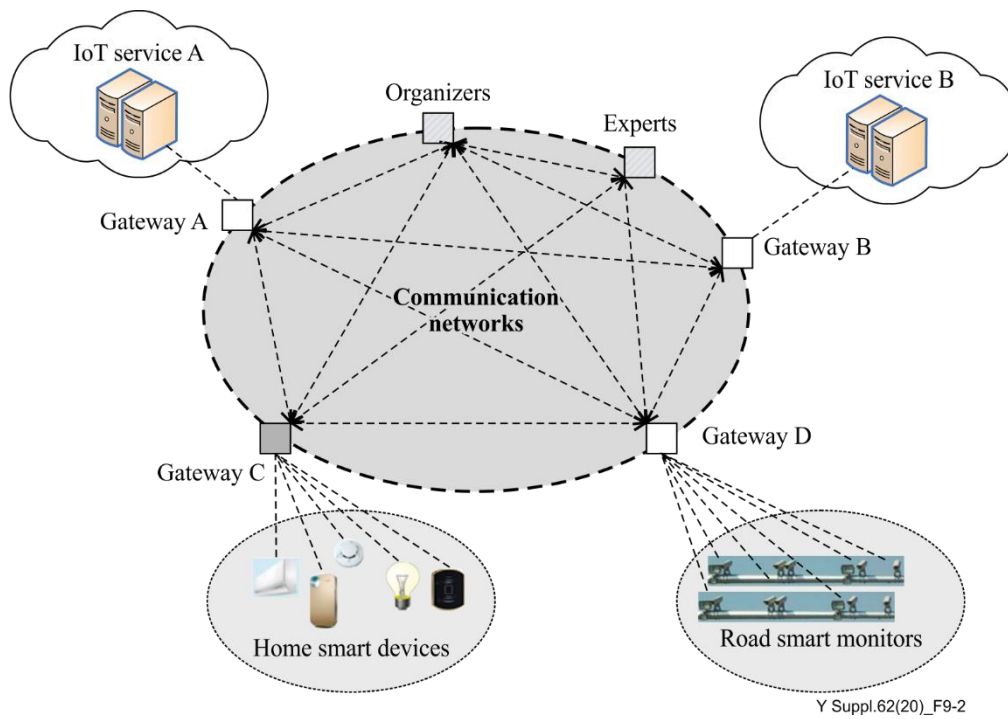 IoT service A
IoT service B
Organizers
Experts
Gateway A
Gateway B
Communication
networks
Gateway C
Gateway D
Home smart devices
Road smart monitors
Y Suppl.62(20)_F9-2